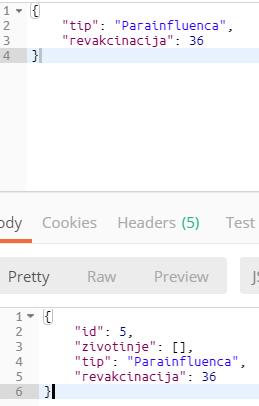 1 {
2 "tip": "Parainfluenca",
3 "revakcinacija": 36
4 }
ody Cookies Headers (5) Test
Pretty Raw Preview JS
1 {
2 "id": 5,
3 "zivotinje": [],
4 "tip": "Parainfluenca",
5 "revakcinacija": 36
6 }